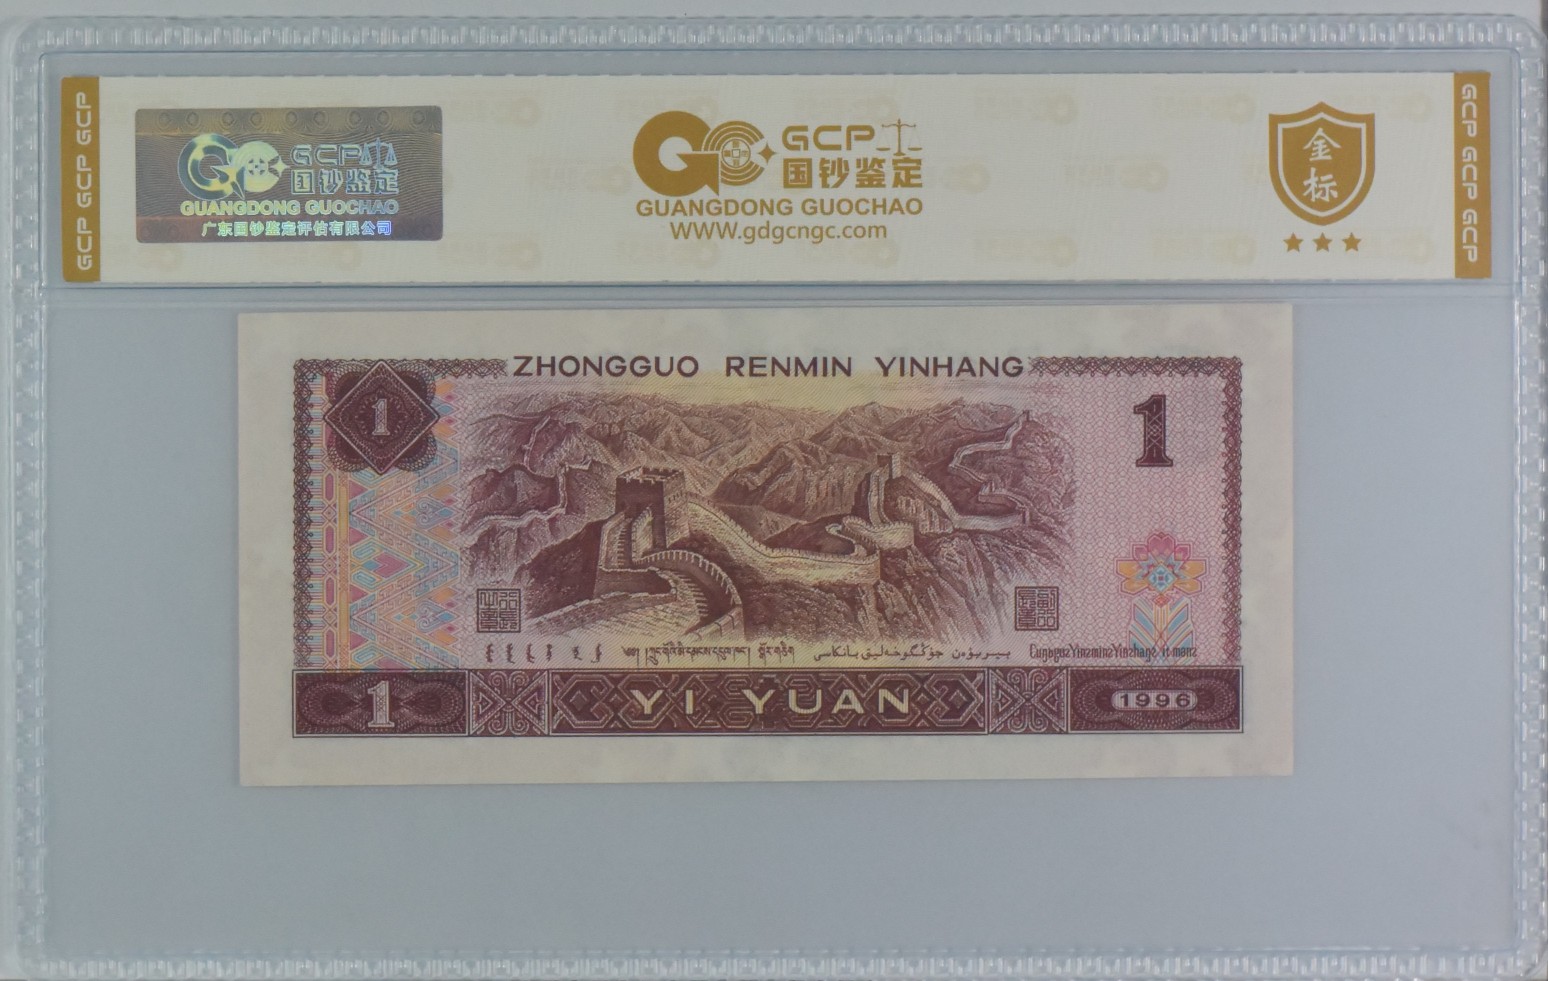 GCP GCP GCP
GCP
国钞鉴定
GUANGDONG GUOCHAO
广东国钞鉴定评估有限公司
GCP
国钞鉴定
GUANGDONG GUOCHAO
WWW.gdgcngc.com
金标
GCP GCP GCP
ZHONGGUO RENMIN YINHANG
1
1
1
YI YUAN
1996